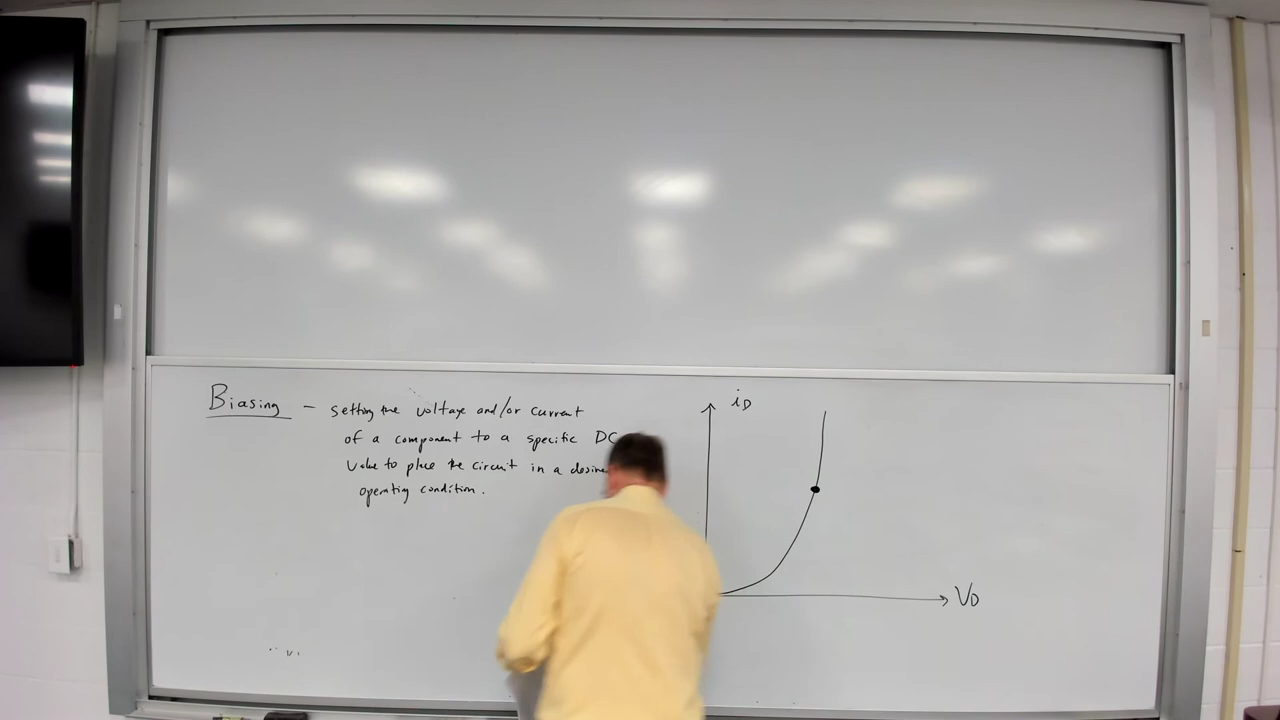 Biasing - setting the voltage and/or current
of a component to a specific DC
value to place the circuit in a desire
operating condition.
iD
VD